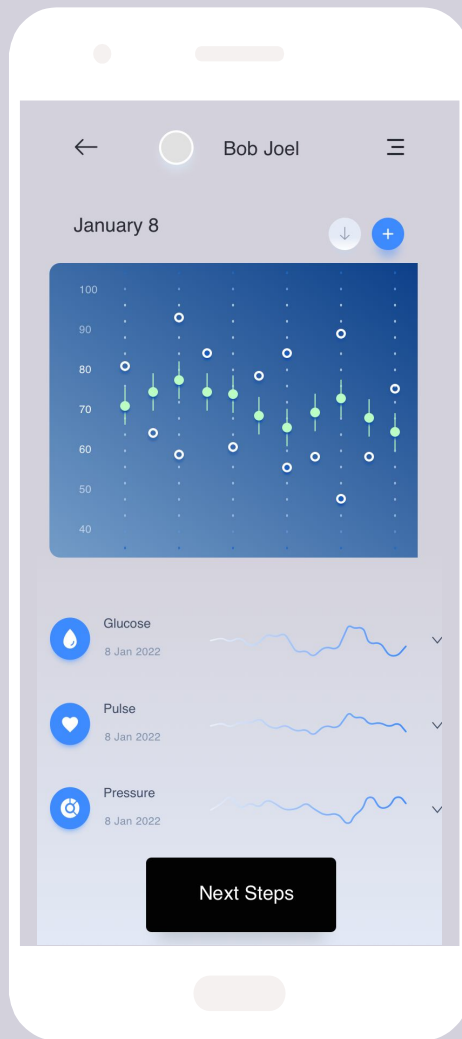 Bob Joel
January 8
100
90
80
70
60
50
40
Glucose
8 Jan 2022
Pulse
8 Jan 2022
Pressure
8 Jan 2022
Next Steps